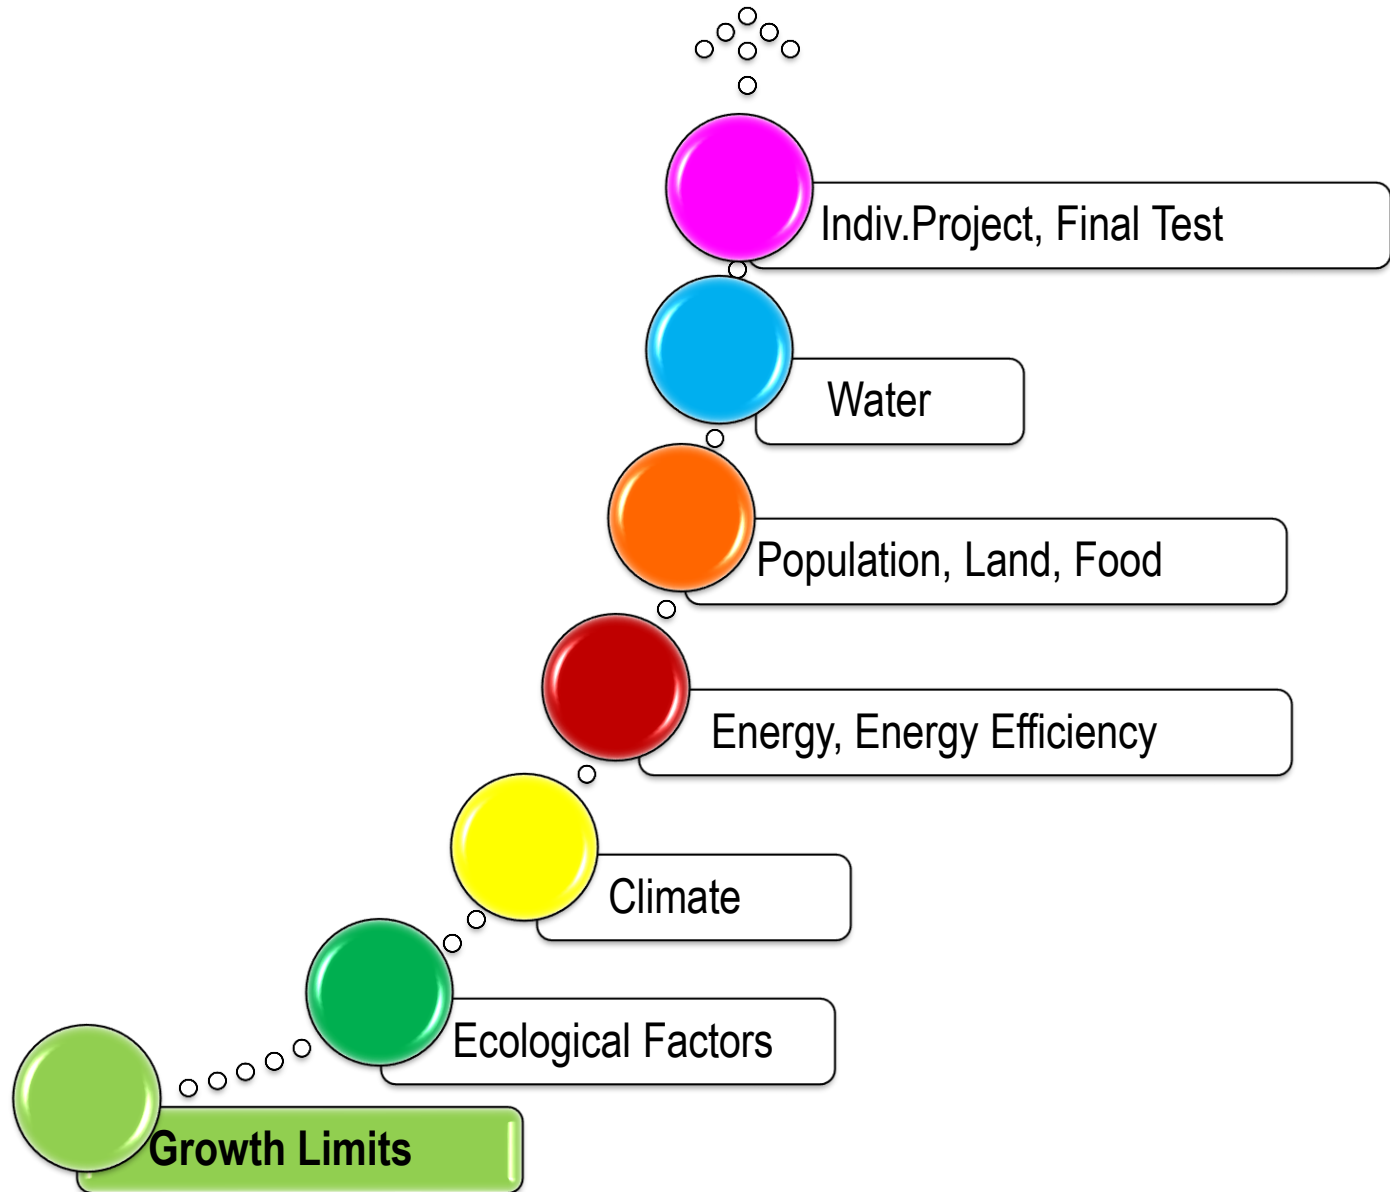 Indiv.Project, Final Test
Water
Population, Land, Food
Energy, Energy Efficiency
Climate
Ecological Factors
Growth Limits